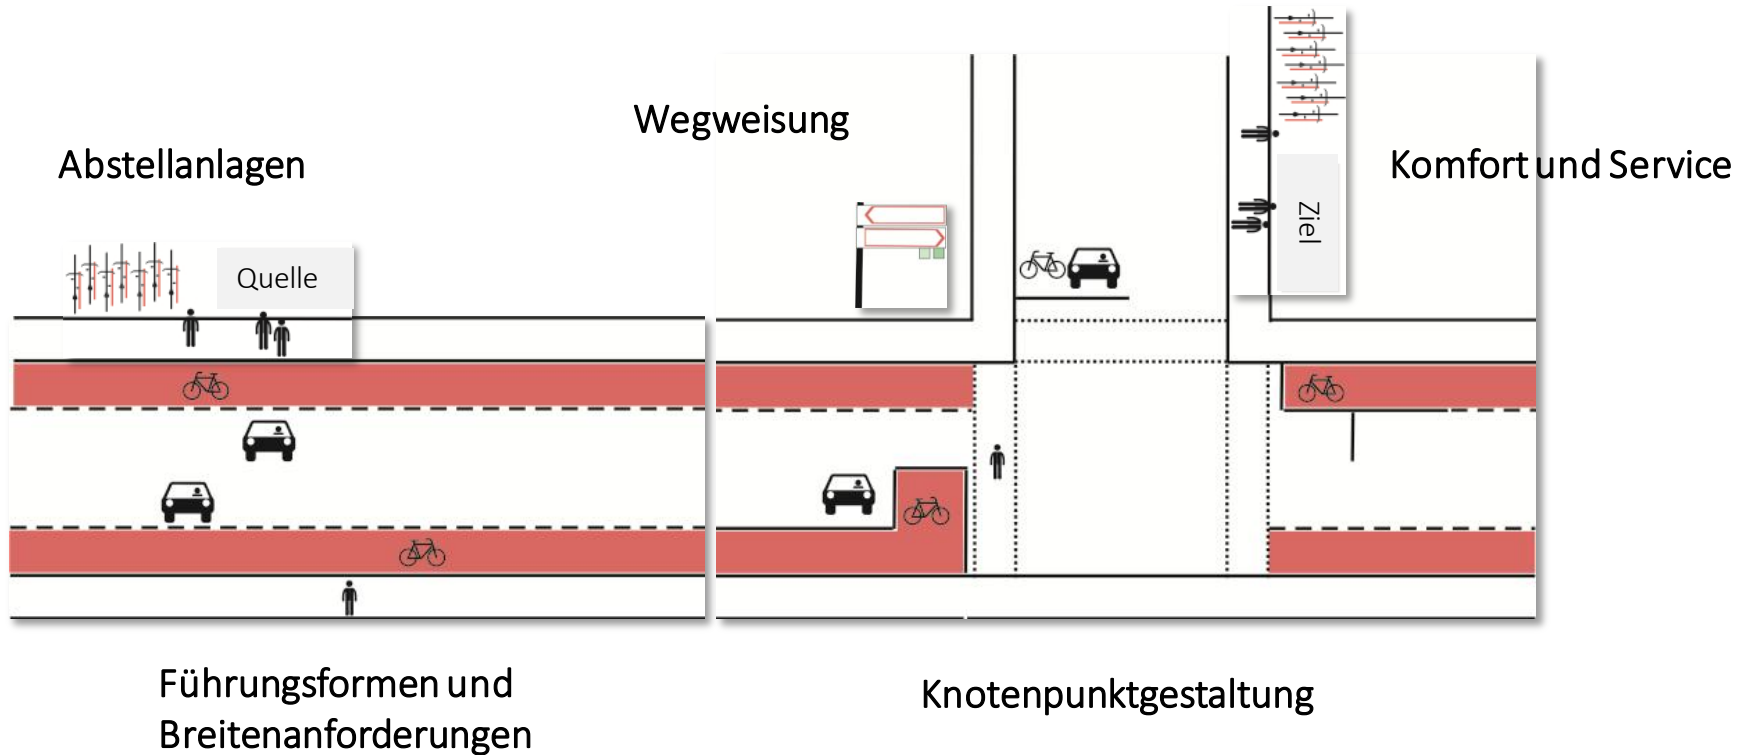 Wegweisung
Abstellanlagen
Komfort und Service
Quelle
Ziel
Führungsformen und
Breitenanforderungen
Knotenpunktgestaltung